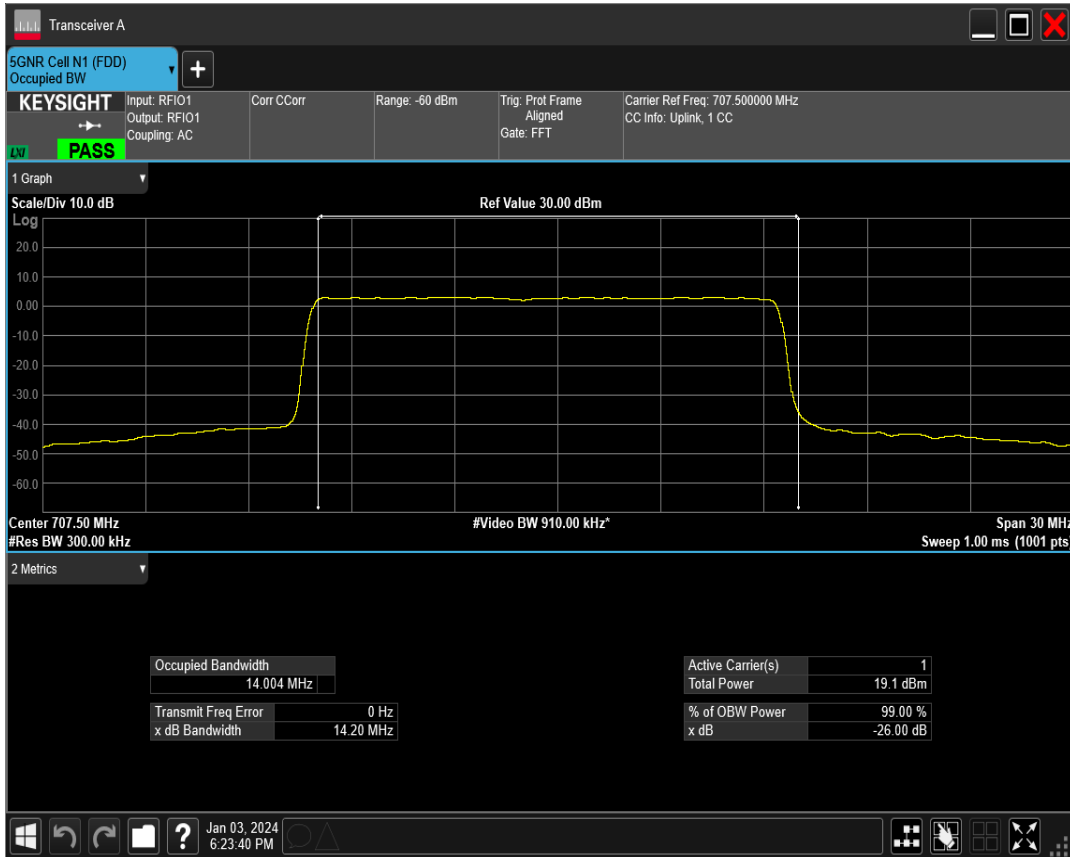 Transceiver A
5GNR Cell N1 (FDD)
Occupied BW
+
KEYSIGHT
LXI
PASS
Input: RFIO1
Output: RFIO1
Coupling: AC
Corr CCorr
Range: -60 dBm
Trig: Prot Frame
Aligned
Gate: FFT
Carrier Ref Freq: 707.500000 MHz
CC Info: Uplink, 1 CC
1 Graph
Scale/Div 10.0 dB
Ref Value 30.00 dBm
Log
20.0
10.0
0.00
-10.0
-20.0
-30.0
-40.0
-50.0
-60.0
Center 707.50 MHz
#Video BW 910.00 kHz*
Span 30 MHz
#Res BW 300.00 kHz
Sweep 1.00 ms (1001 pts)
2 Metrics
Occupied Bandwidth
14.004 MHz
Transmit Freq Error 0 Hz
x dB Bandwidth 14.20 MHz
Active Carrier(s) 1
Total Power 19.1 dBm
% of OBW Power 99.00 %
x dB -26.00 dB
?
Jan 03, 2024
6:23:40 PM